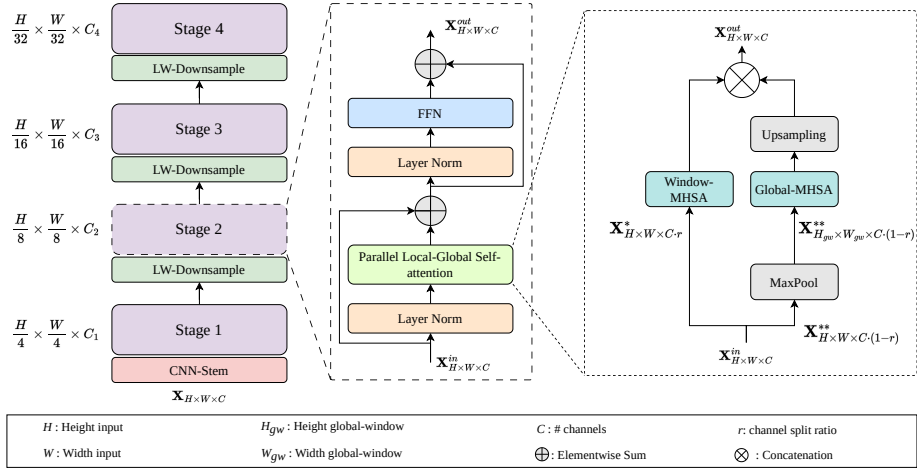 H/32 × W/32 × C₄
Stage 4
LW-Downsample
H/16 × W/16 × C₃
Stage 3
LW-Downsample
H/8 × W/8 × C₂
Stage 2
LW-Downsample
H/4 × W/4 × C₁
Stage 1
CNN-Stem
X_{H×W×C}
X^{out}_{H×W×C}
FFN
Layer Norm
Parallel Local-Global Self-
attention
Layer Norm
X^{in}_{H×W×C}
X^{out}_{H×W×C}
Upsampling
Window-
MHSA
Global-MHSA
X^{*}_{H×W×C·r}
X^{**}_{H_{gw}×W_{gw}×C·(1−r)}
MaxPool
X^{**}_{H×W×C·(1−r)}
X^{in}_{H×W×C}
H : Height input
H_{gw} : Height global-window
C : # channels
r: channel split ratio
W : Width input
W_{gw} : Width global-window
: Elementwise Sum
: Concatenation